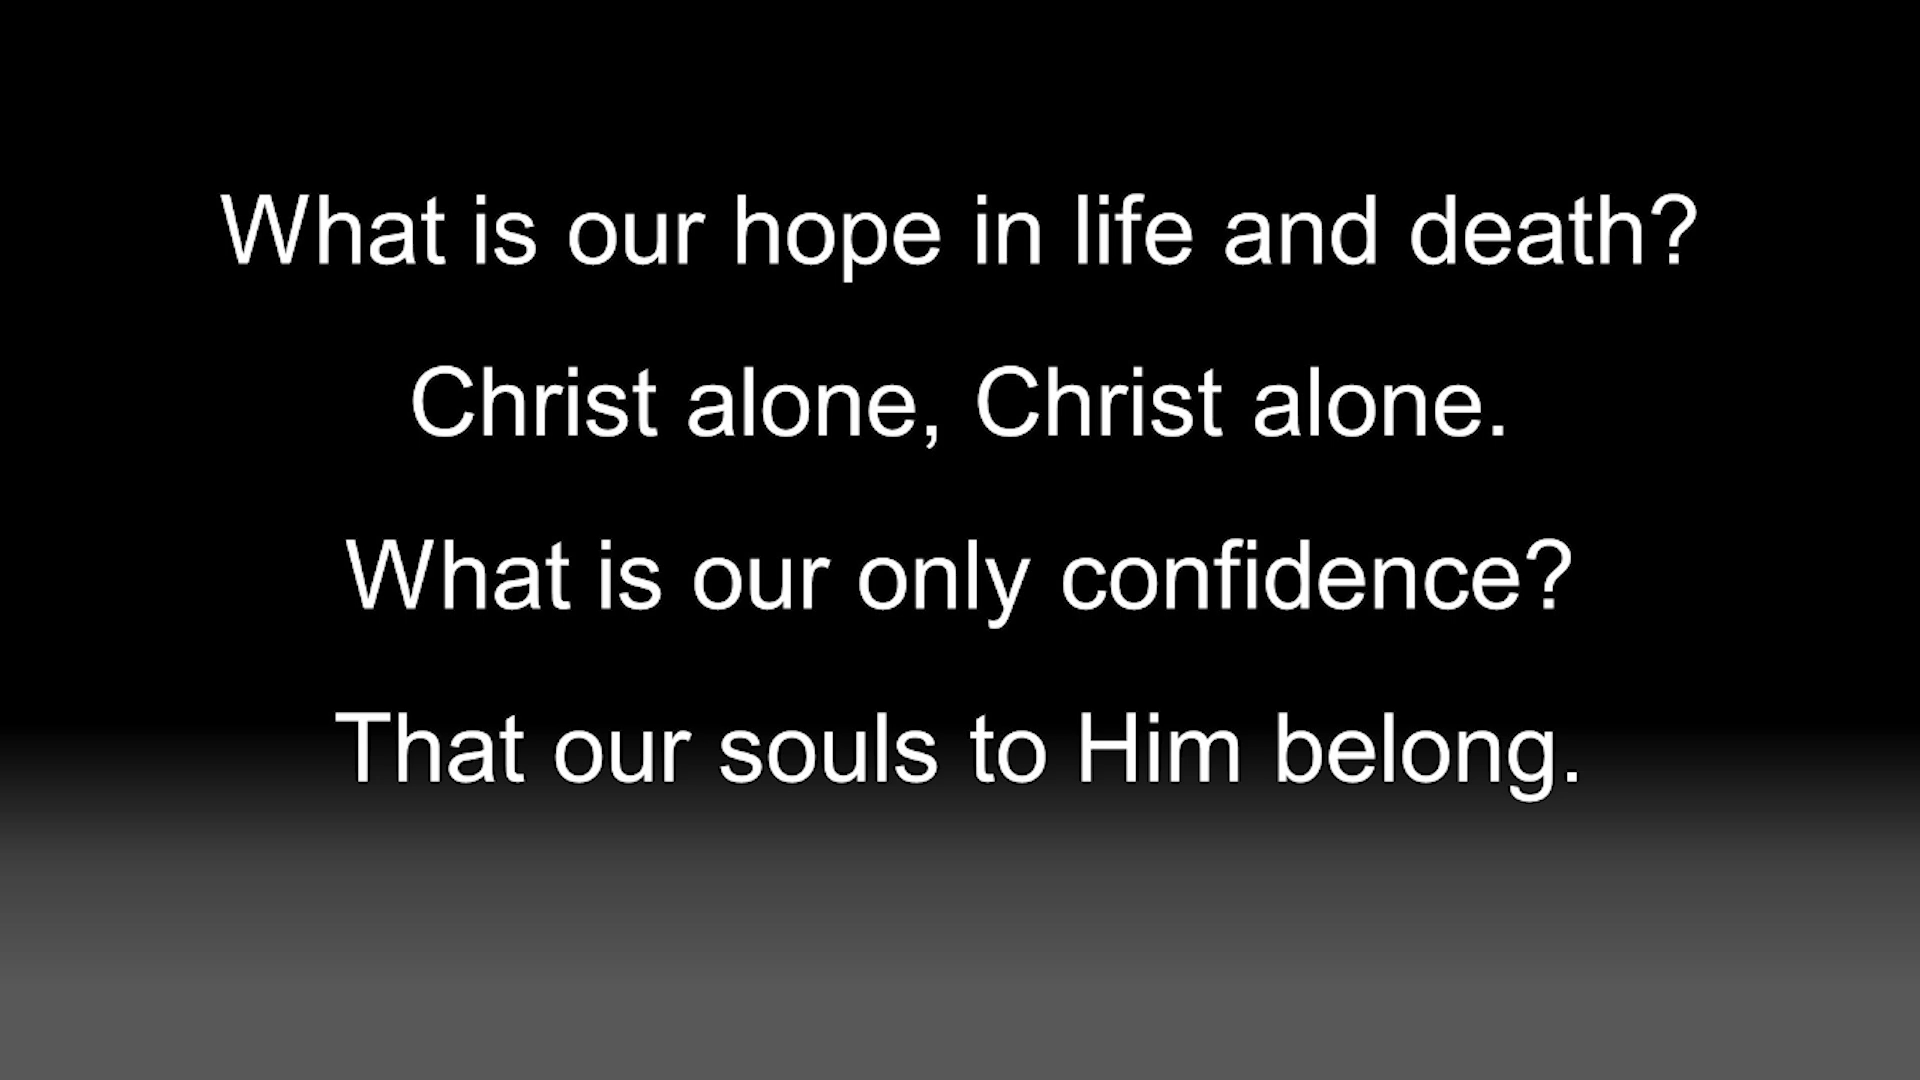 What is our hope in life and death?
Christ alone, Christ alone.
What is our only confidence?
That our souls to Him belong.